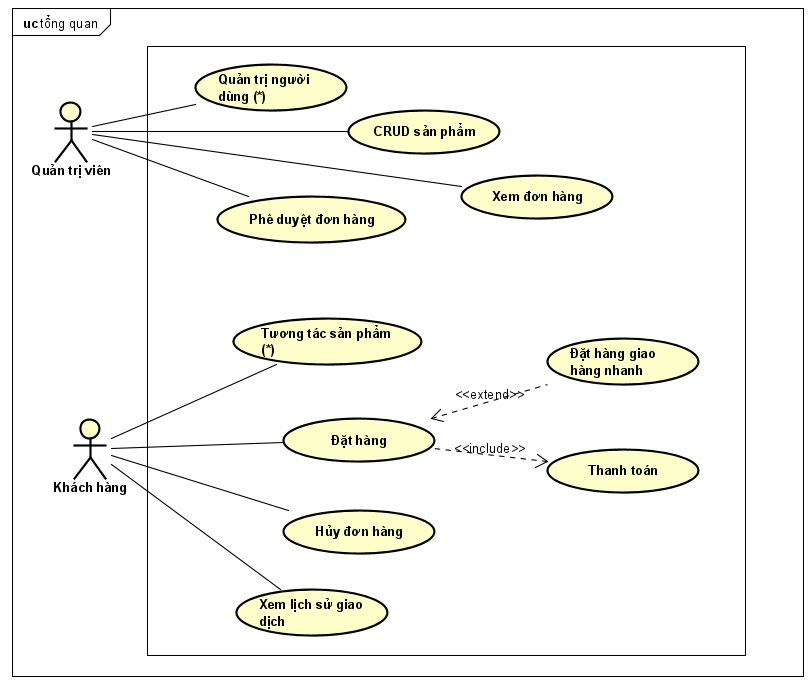 uc tổng quan
Quản trị người
dùng (*)
CRUD sản phẩm
Quản trị viên
Xem đơn hàng
Phê duyệt đơn hàng
Tương tác sản phẩm
(*)
Đặt hàng giao
hàng nhanh
<<extend>>
Đặt hàng
<<include>>
Thanh toán
Khách hàng
Hủy đơn hàng
Xem lịch sử giao
dịch